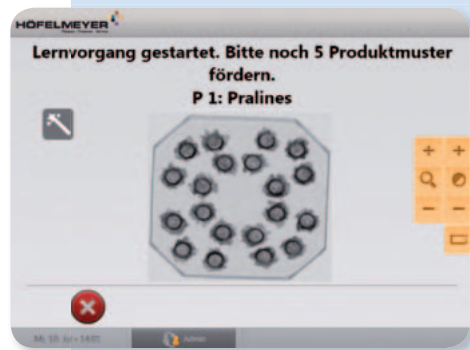 HÖFELMEYER
Lernvorgang gestartet. Bitte noch 5 Produktmuster
fördern.
P 1: Pralines
Admin